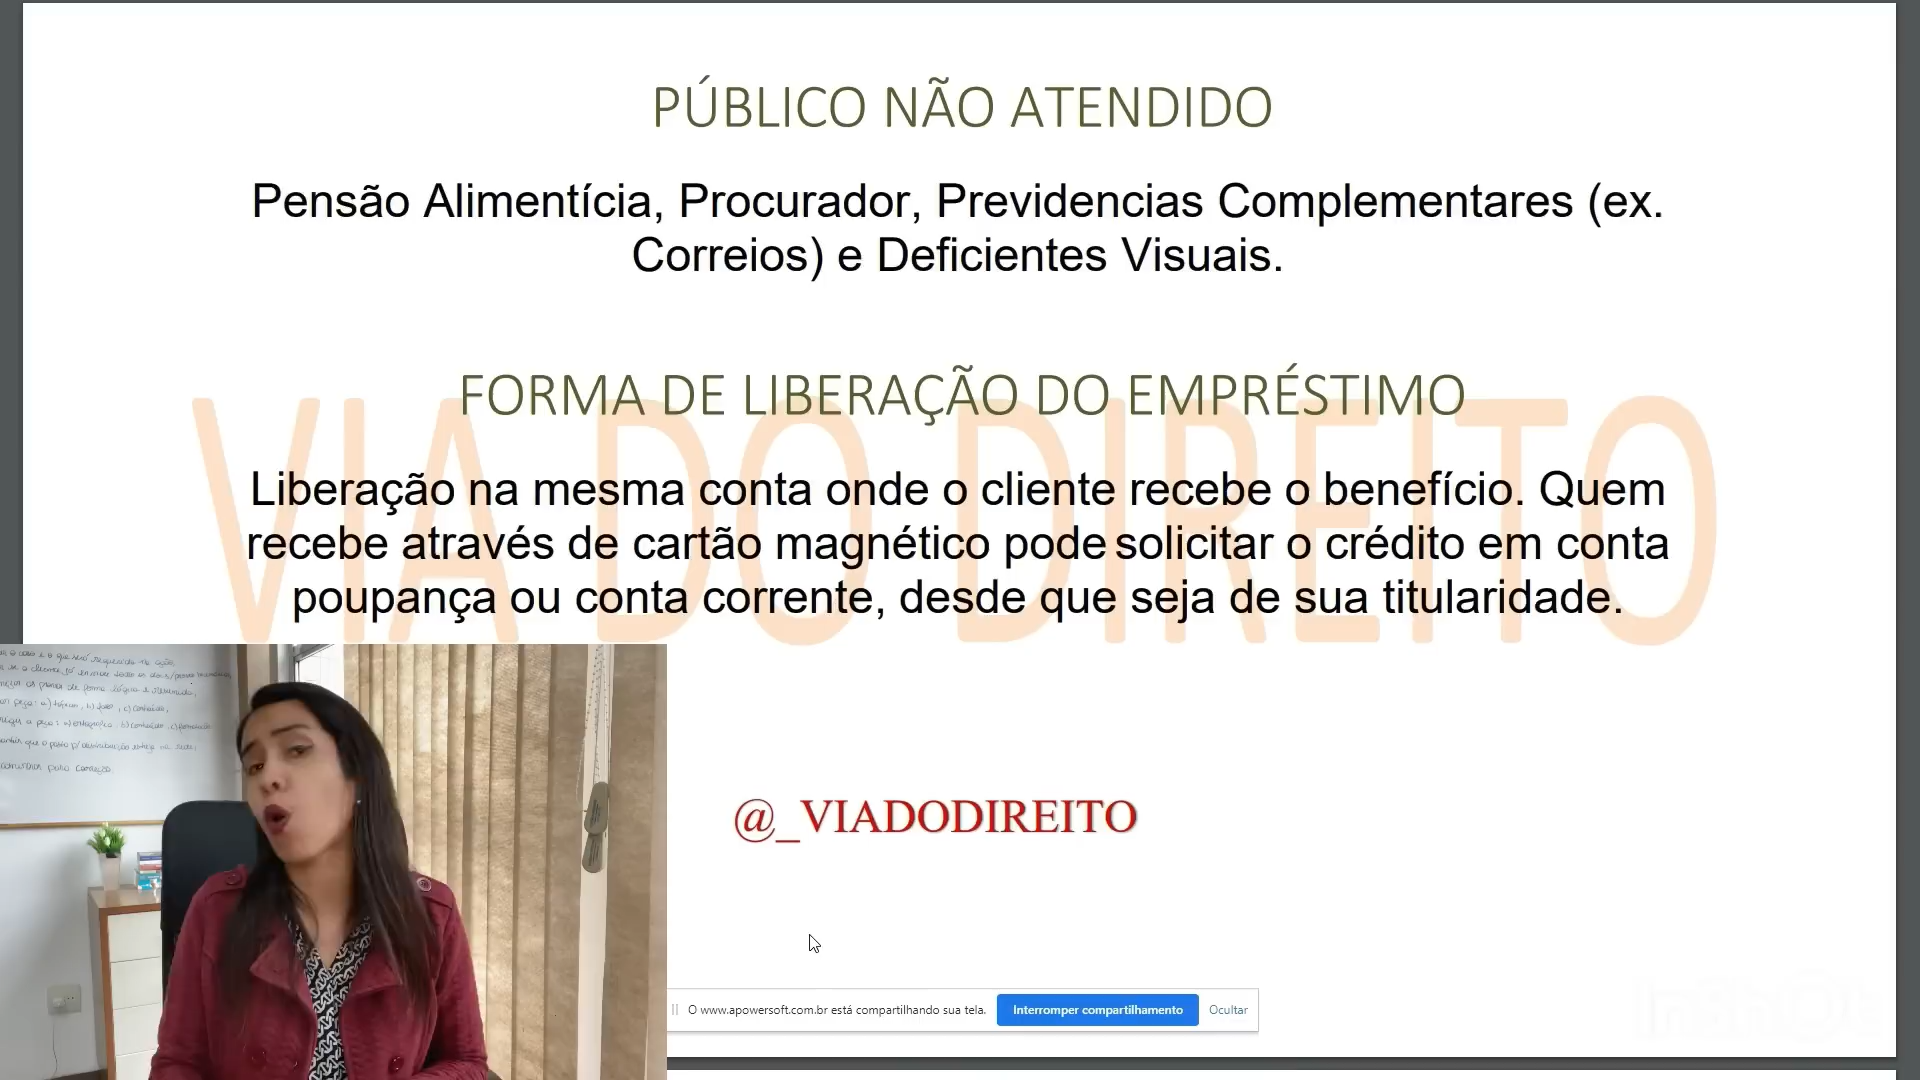 PÚBLICO NÃO ATENDIDO
Pensão Alimentícia, Procurador, Previdencias Complementares (ex.
Correios) e Deficientes Visuais.
FORMA DE LIBERAÇÃO DO EMPRÉSTIMO
VIA DO DIREITO
Liberação na mesma conta onde o cliente recebe o benefício. Quem
recebe através de cartão magnético pode solicitar o crédito em conta
poupança ou conta corrente, desde que seja de sua titularidade.
@_VIADODIREITO
O www.apowersoft.com.br está compartilhando sua tela.
Interromper compartilhamento
Ocultar